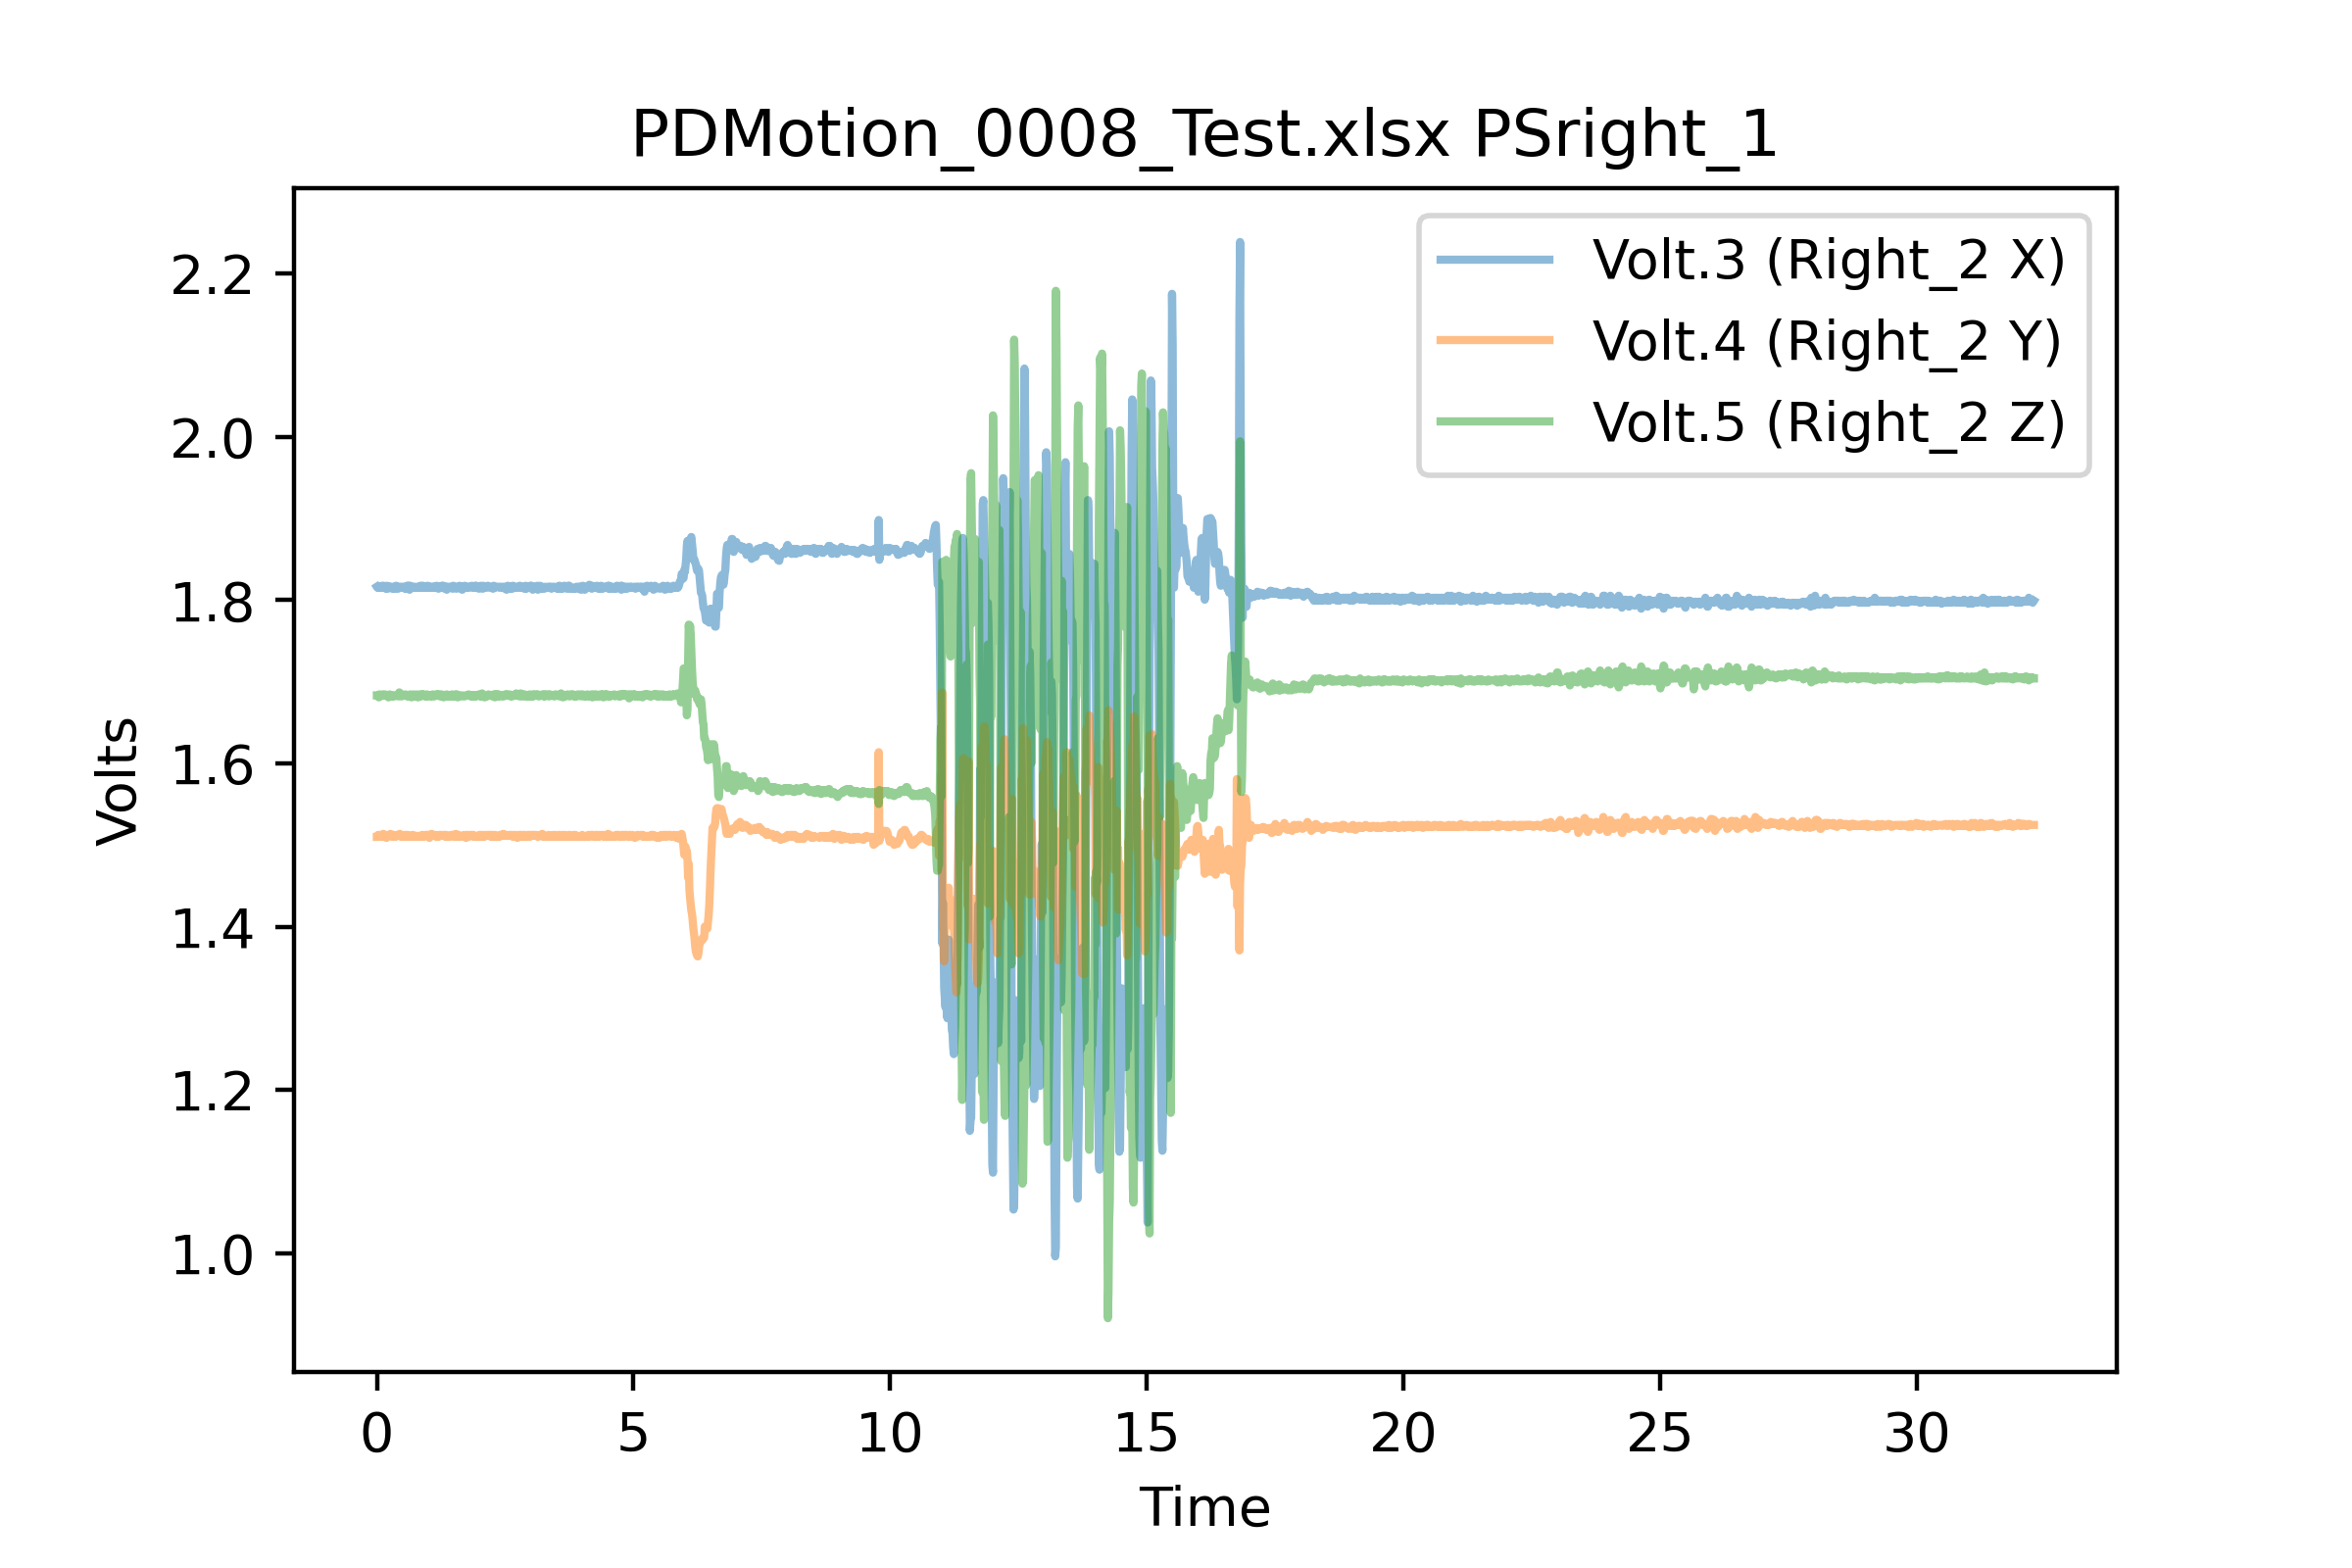 PDMotion_0008_Test.xlsx PSright_1
Volt.3 (Right_2 X)
Volt.4 (Right_2 Y)
Volt.5 (Right_2 Z)
Volts
2.2
2.0
1.8
1.6
1.4
1.2
1.0
0 5 10 15 20 25 30
Time